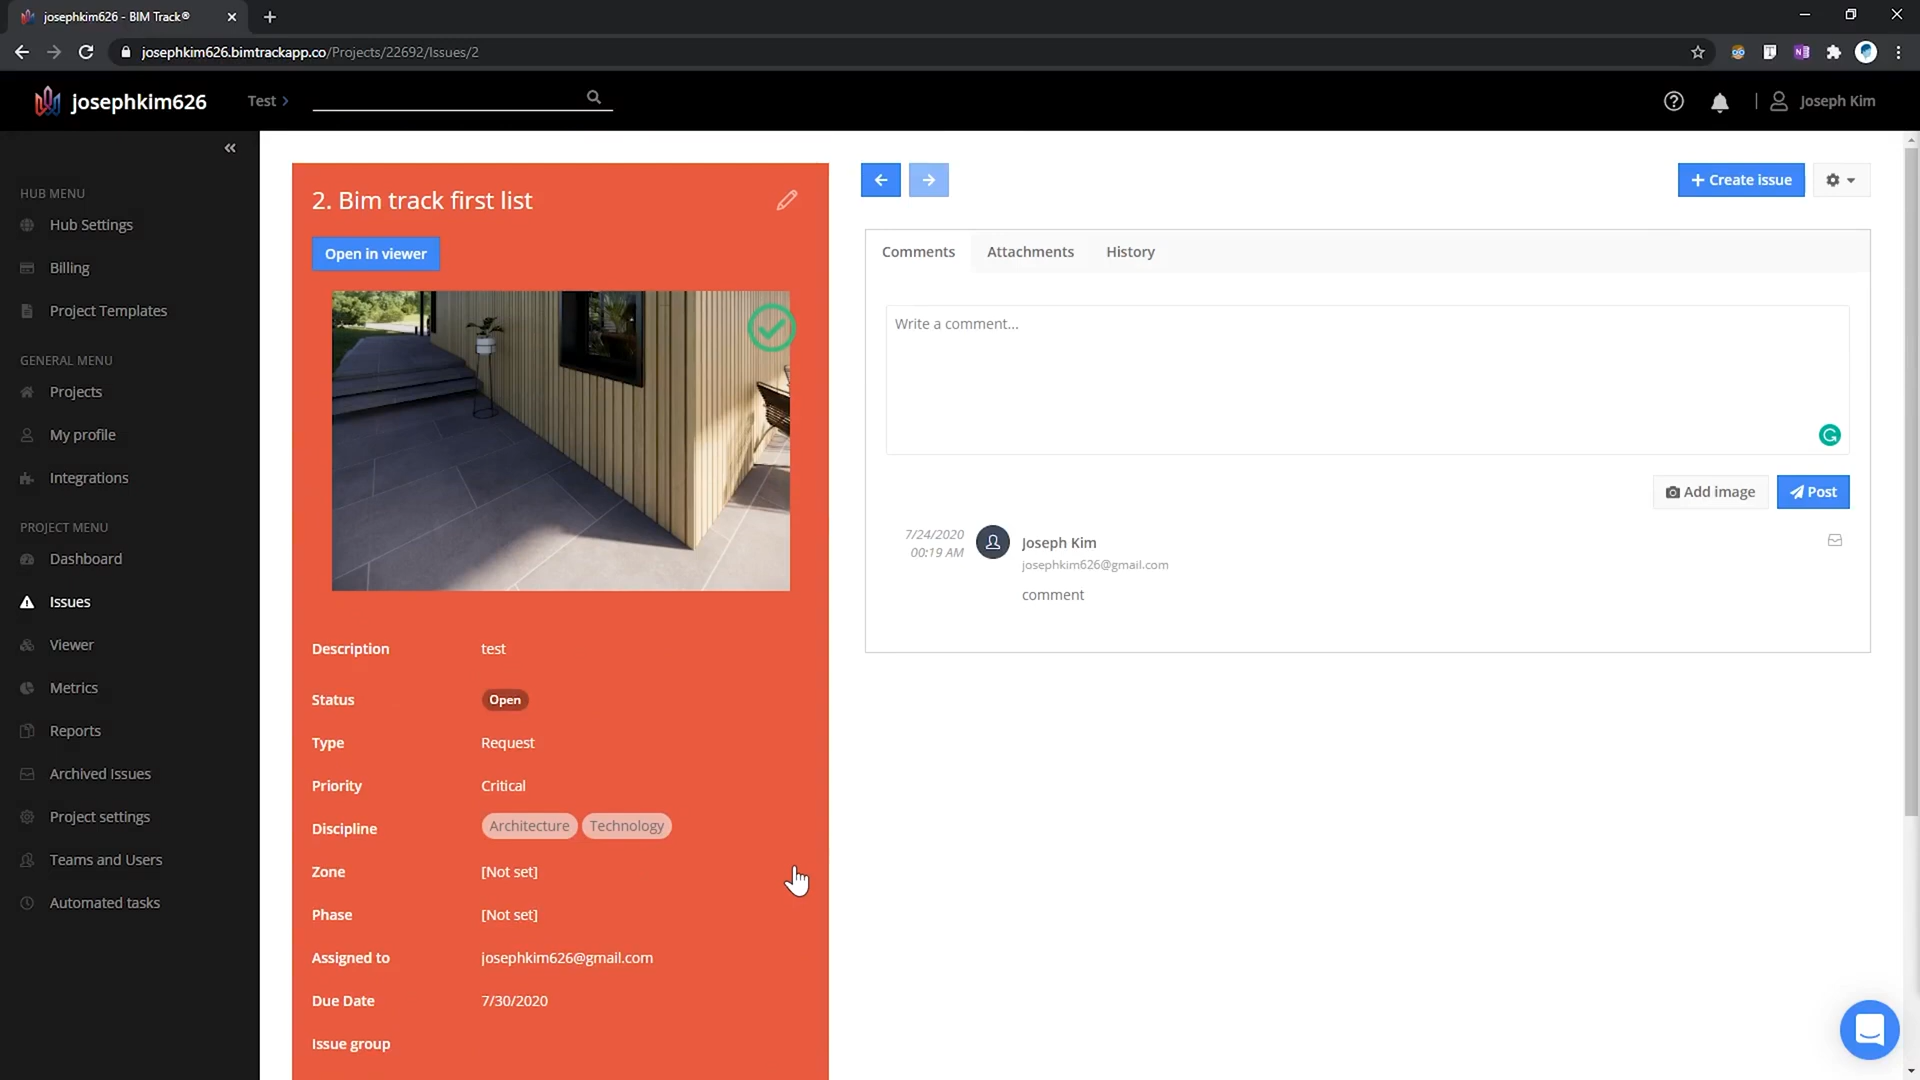 josephkim626 - BIM Track®
josephkim626.bimtrackapp.co/Projects/22692/Issues/2
josephkim626
Test
Joseph Kim
HUB MENU
Hub Settings
Billing
Project Templates
GENERAL MENU
Projects
My profile
Integrations
PROJECT MENU
Dashboard
Issues
Viewer
Metrics
Reports
Archived Issues
Project settings
Teams and Users
Automated tasks
2. Bim track first list
Open in viewer
Description test
Status Open
Type Request
Priority Critical
Discipline Architecture Technology
Zone [Not set]
Phase [Not set]
Assigned to josephkim626@gmail.com
Due Date 7/30/2020
Issue group
+ Create issue
Comments Attachments History
Write a comment...
Add image Post
7/24/2020
00:19 AM
Joseph Kim
josephkim626@gmail.com
comment